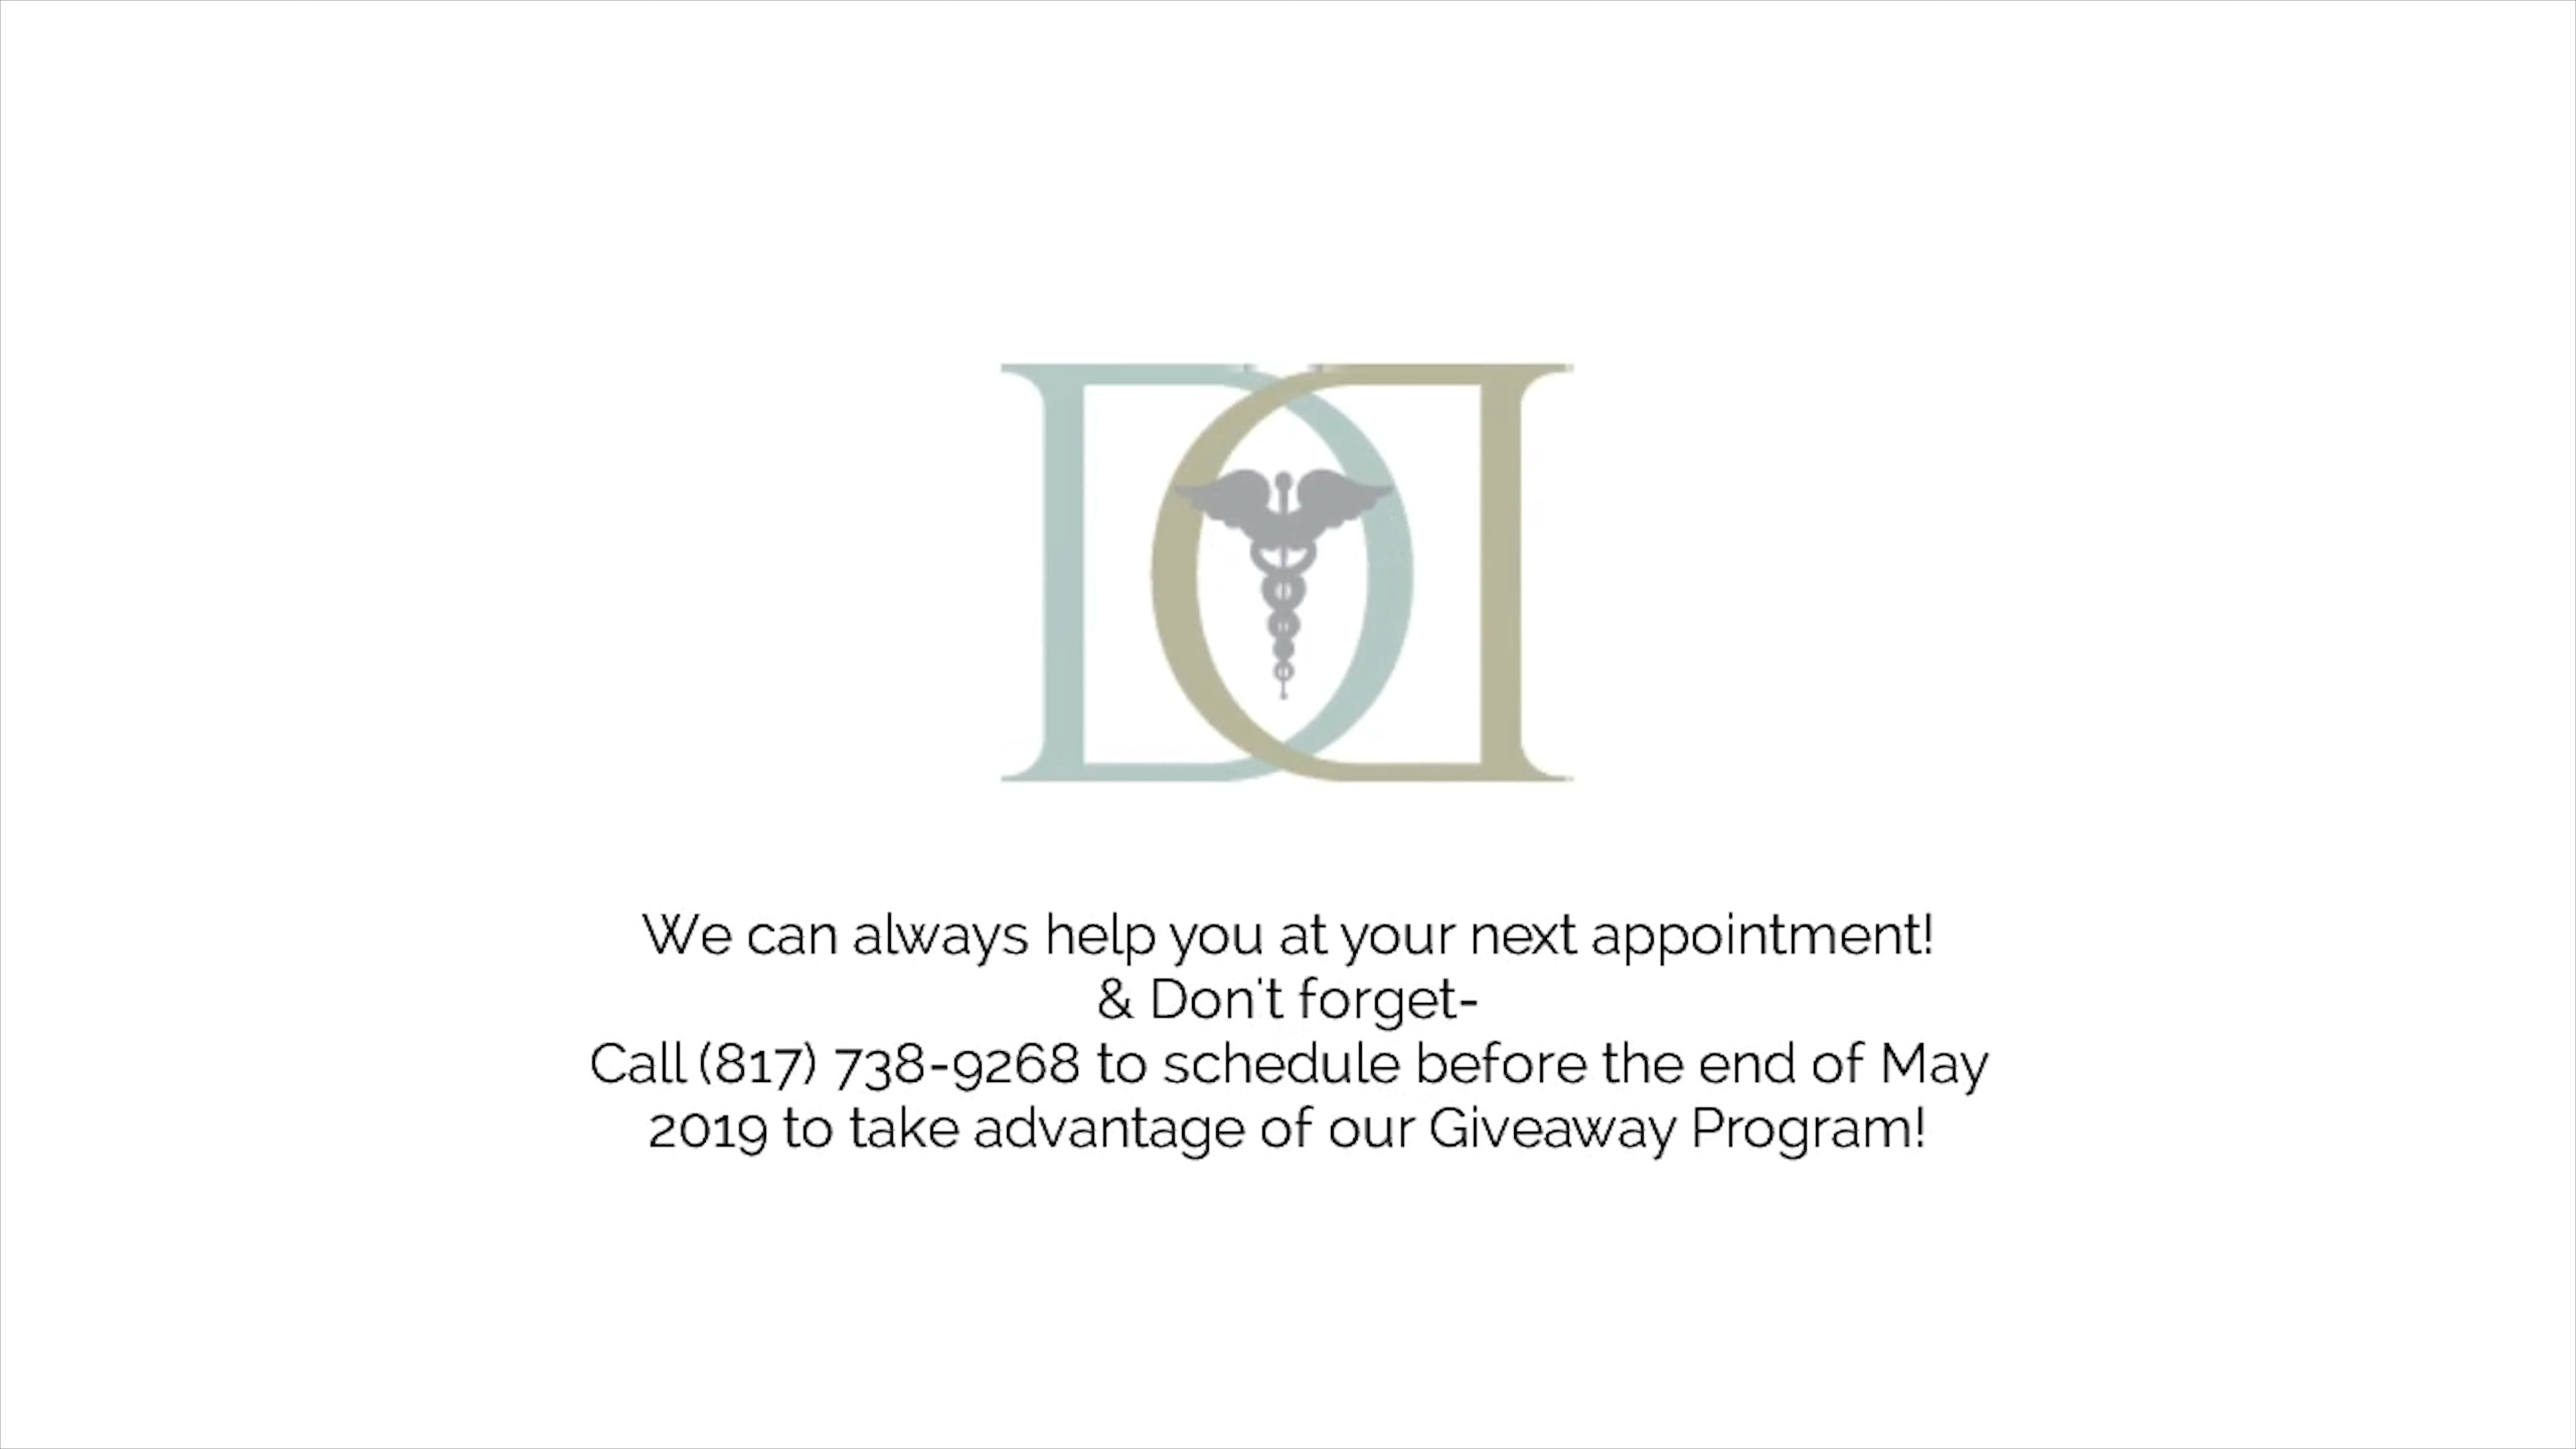 We can always help you at your next appointment!
& Don't forget-
Call (817) 738-9268 to schedule before the end of May
2019 to take advantage of our Giveaway Program!